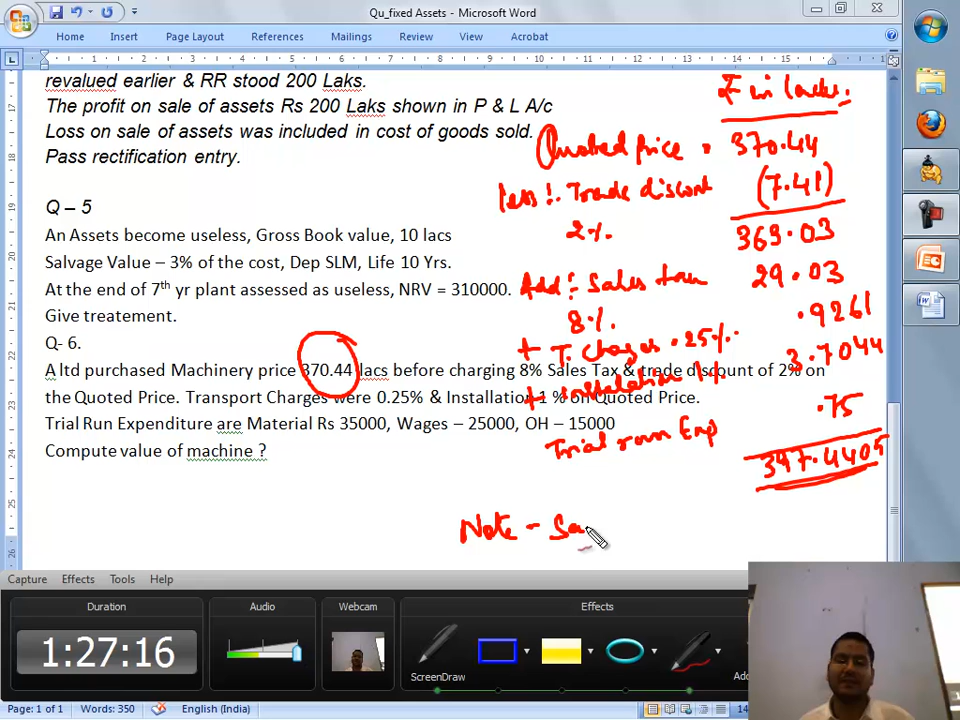 Qu_fixed Assets - Microsoft Word
Home Insert Page Layout References Mailings Review View Acrobat
revalued earlier & RR stood 200 Laks.
The profit on sale of assets Rs 200 Laks shown in P & L A/c
Loss on sale of assets was included in cost of goods sold.
Pass rectification entry.
₹ in lacks.
Quoted price = 370.44
less: Trade discont (7.41)
2%. 363.03
Add: Sales tax 29.03
8%. .9261
+ T. Charges .25%. 3.7044
+ installation 1%. .75
Trial run Exp
397.4405
Note - Sa
Q – 5
An Assets become useless, Gross Book value, 10 lacs
Salvage Value – 3% of the cost, Dep SLM, Life 10 Yrs.
At the end of 7th yr plant assessed as useless, NRV = 310000.
Give treatement.
Q- 6.
A ltd purchased Machinery price 370.44 lacs before charging 8% Sales Tax & trade discount of 2% on
the Quoted Price. Transport Charges were 0.25% & Installation 1 % on Quoted Price.
Trial Run Expenditure are Material Rs 35000, Wages – 25000, OH – 15000
Compute value of machine ?
Capture Effects Tools Help
Duration Audio Webcam Effects
1:27:16
ScreenDraw
Page: 1 of 1 Words: 350 English (India)